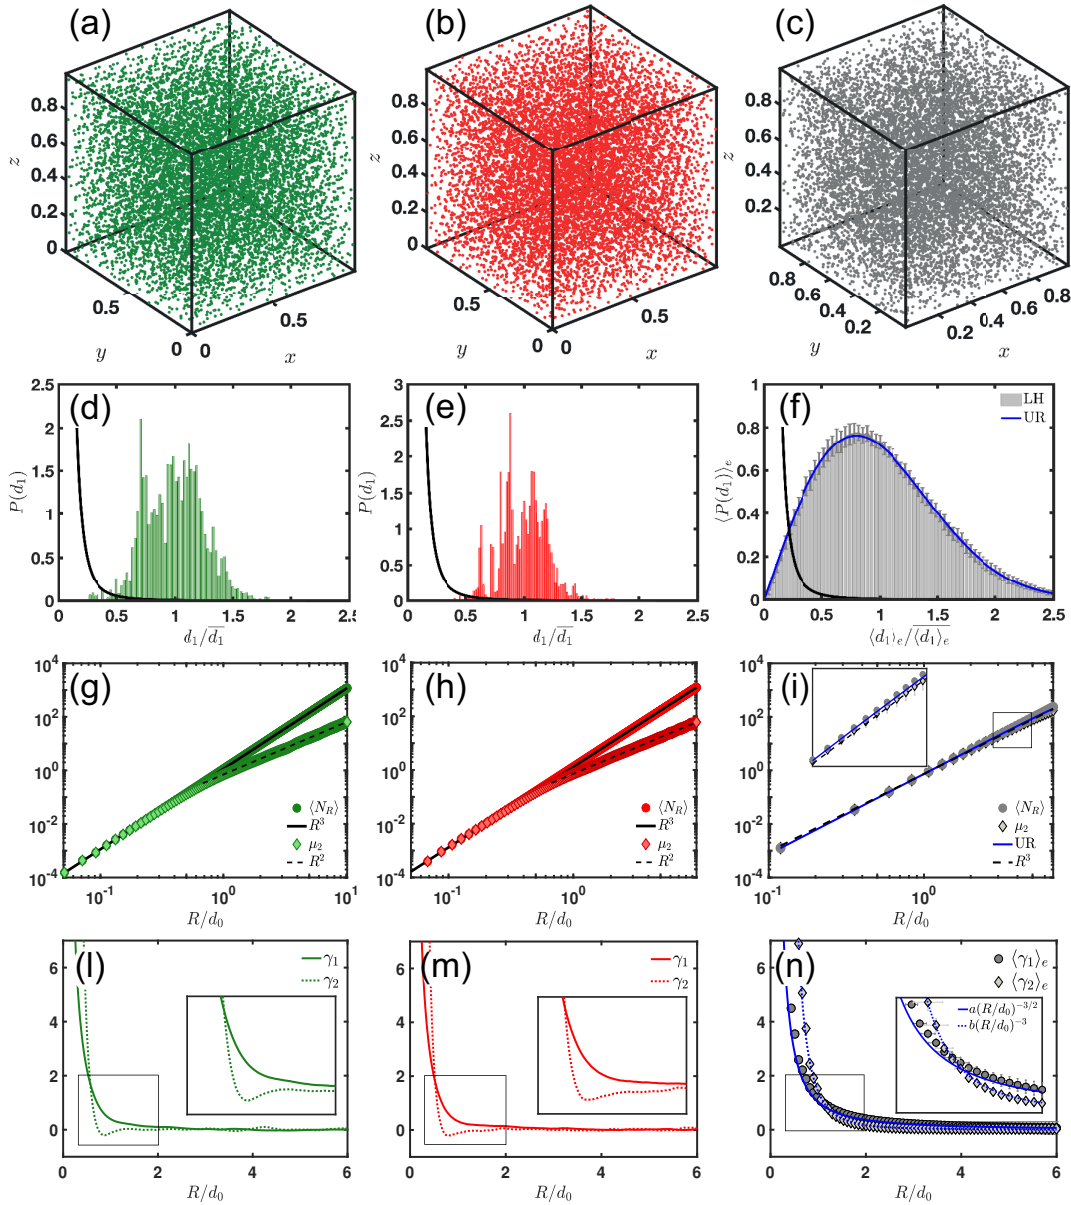 (a)
0.8
0.6
0.4
0.2
0
z
0.5
0
y
0
0.5
x
(b)
0.8
0.6
0.4
0.2
0
z
0.5
0
y
0
0.5
x
(c)
0.8
0.6
0.4
0.2
z
0.8
0.6
0.4
0.2
y
0.2
0.4
0.6
0.8
x
(d)
2.5
2
1.5
1
0.5
0
P(d₁)
0 0.5 1 1.5 2 2.5
d₁/d̅₁
(e)
3
2.5
2
1.5
1
0.5
0
P(d₁)
0 0.5 1 1.5 2 2.5
d₁/d̅₁
(f)
LH
UR
1
0.8
0.6
0.4
0.2
0
⟨P(d₁)⟩ₑ
0 0.5 1 1.5 2 2.5
⟨d₁⟩ₑ/⟨d₁⟩ₑ
(g)
10⁴
10²
10⁰
10⁻²
10⁻⁴
⟨N_R⟩
R³
μ₂
R²
10⁻¹ 10⁰ 10¹
R/d₀
(h)
10⁴
10²
10⁰
10⁻²
10⁻⁴
⟨N_R⟩
R³
μ₂
R²
10⁻¹ 10⁰
R/d₀
(i)
10⁴
10²
10⁰
10⁻²
10⁻⁴
⟨N_R⟩
μ₂
UR
R³
10⁻¹ 10⁰
R/d₀
(l)
γ₁
γ₂
6
4
2
0
0 2 4 6
R/d₀
(m)
γ₁
γ₂
6
4
2
0
0 2 4 6
R/d₀
(n)
⟨γ₁⟩ₑ
⟨γ₂⟩ₑ
a(R/d₀)⁻³/²
b(R/d₀)⁻³
6
4
2
0
0 2 4 6
R/d₀